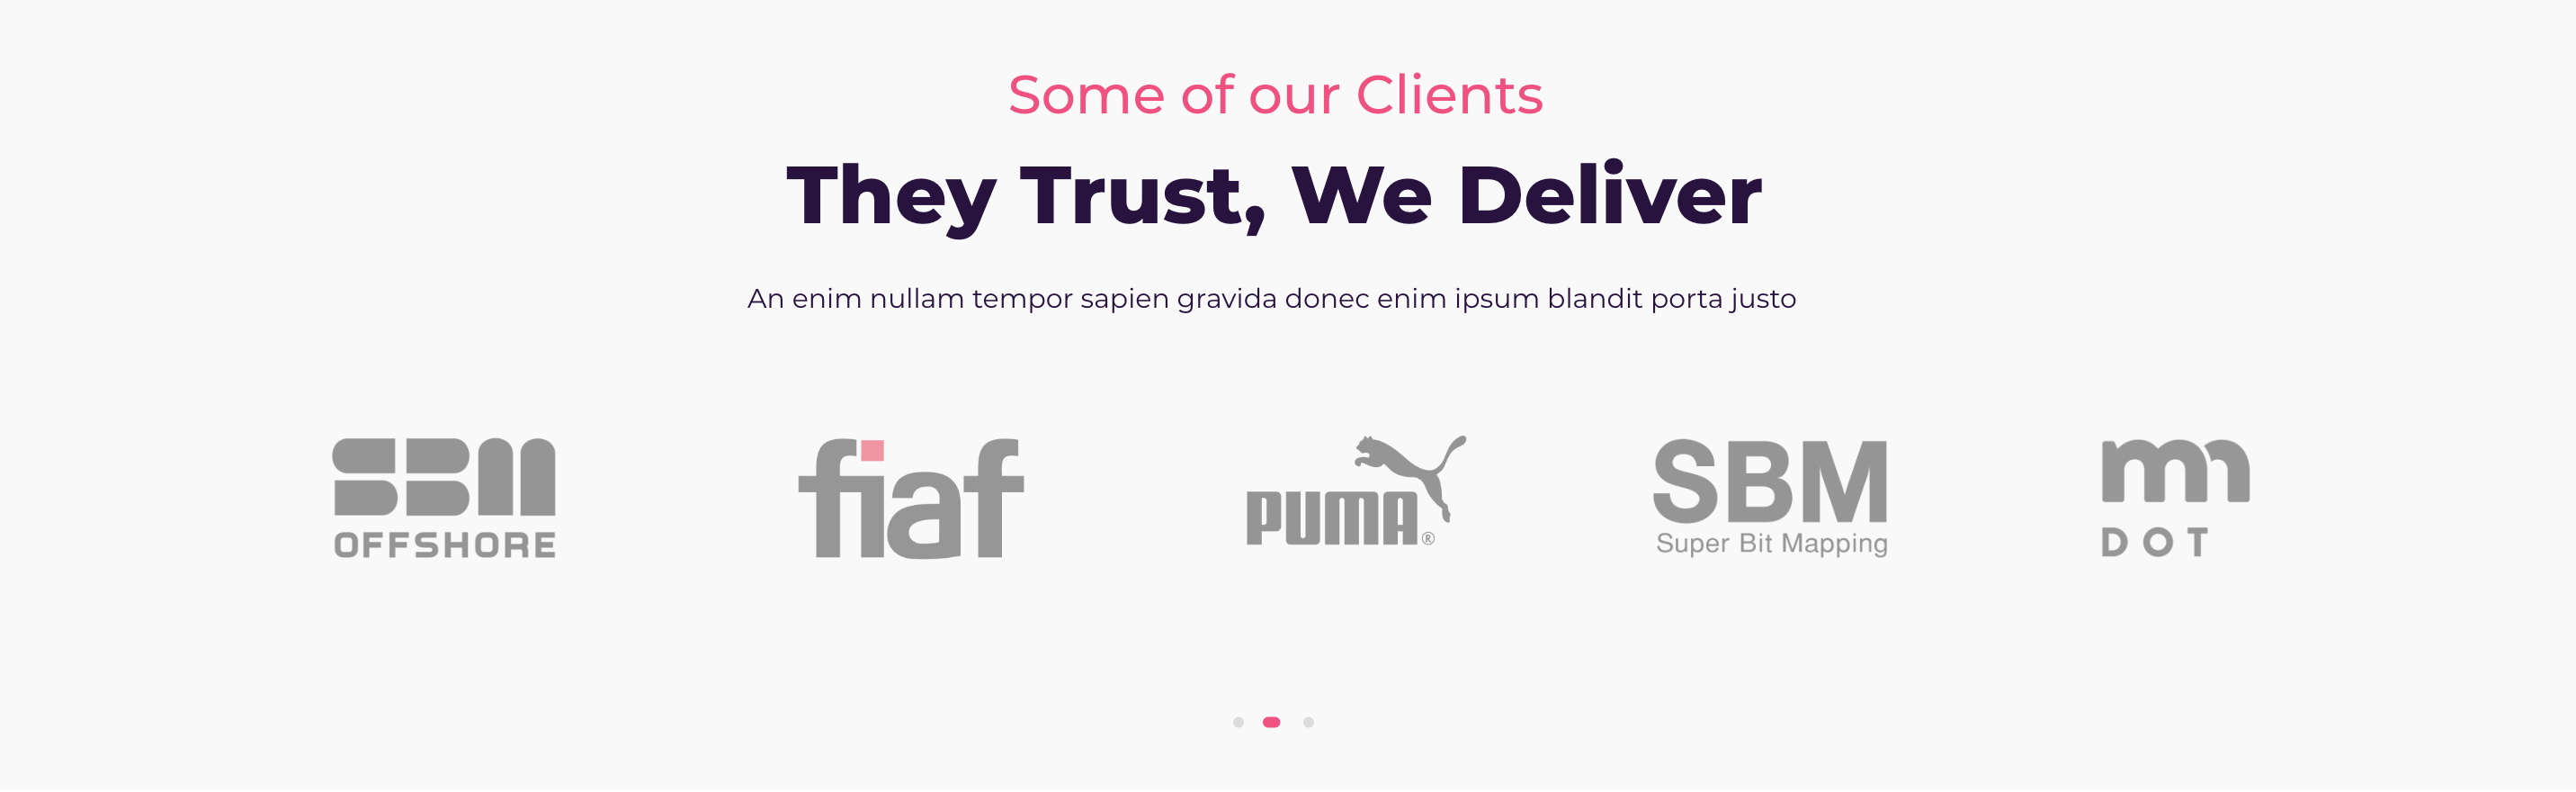 Some of our Clients
They Trust, We Deliver
An enim nullam tempor sapien gravida donec enim ipsum blandit porta justo
SBM
OFFSHORE
fiaf
PUMA®
SBM
Super Bit Mapping
DOT